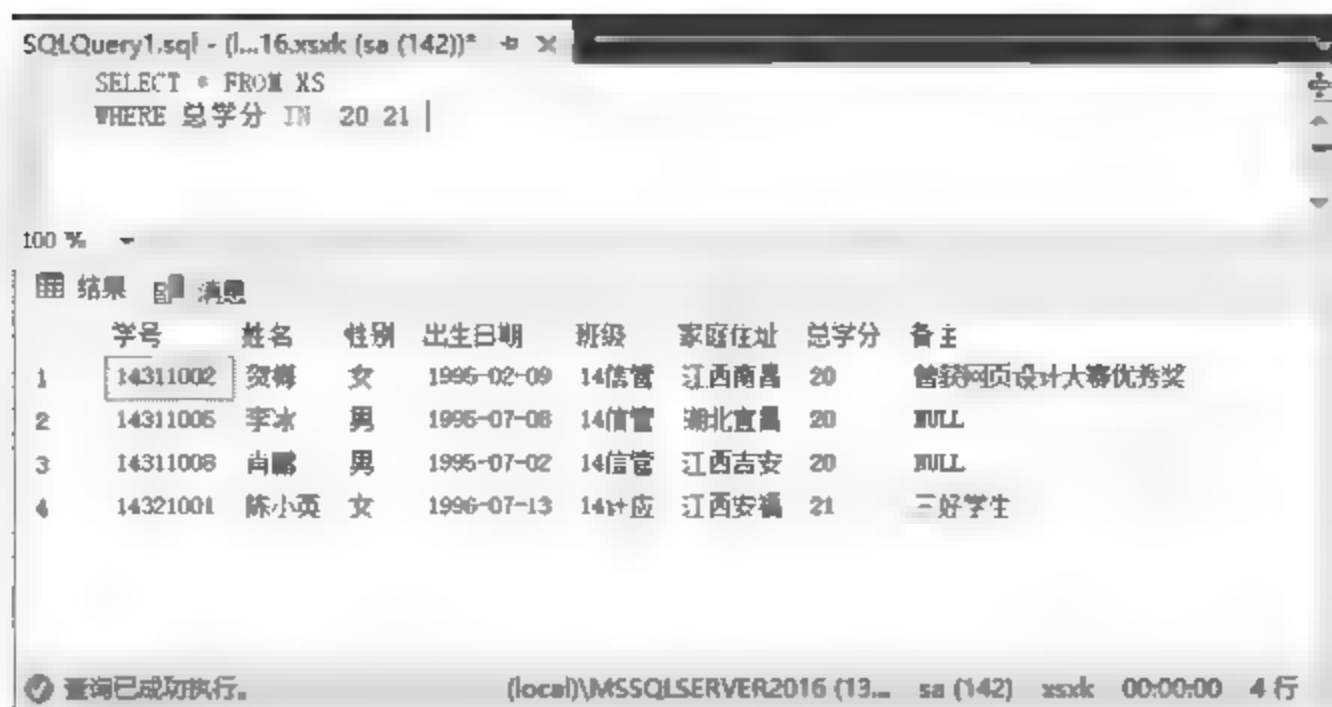 SQLQuery1.sql - (l...16.xsxk (sa (142))*
SELECT * FROM XS
WHERE 总学分 IN 20 21
100 %
结果 消息
学号 姓名 性别 出生日期 班级 家庭住址 总学分 备注
1 14311002 贺梅 女 1995-02-09 14信管 江西南昌 20 曾获网页设计大赛优秀奖
2 14311005 李冰 男 1995-07-08 14信管 湖北宜昌 20 NULL
3 14311008 肖鹏 男 1995-07-02 14信管 江西吉安 20 NULL
4 14321001 陈小英 女 1996-07-13 14计应 江西安福 21 三好学生
查询已成功执行。 (local)\MSSQLSERVER2016 (13... sa (142) xsxk 00:00:00 4 行